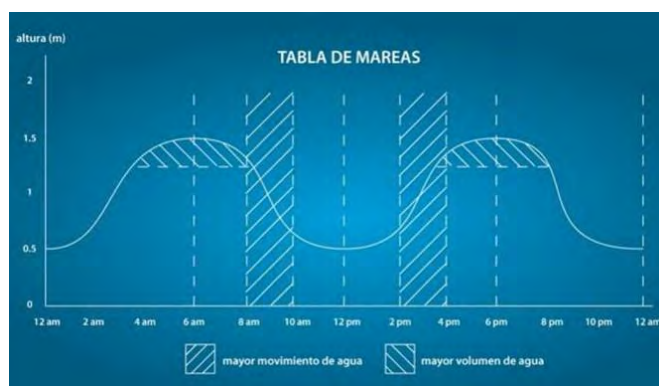 altura (m)
TABLA DE MAREAS
2
1.5
1
0.5
0
12 am 2 am 4 am 6 am 8 am 10 am 12 pm 2 pm 4 pm 6 pm 8 pm 12 am
mayor movimiento de agua mayor volumen de agua